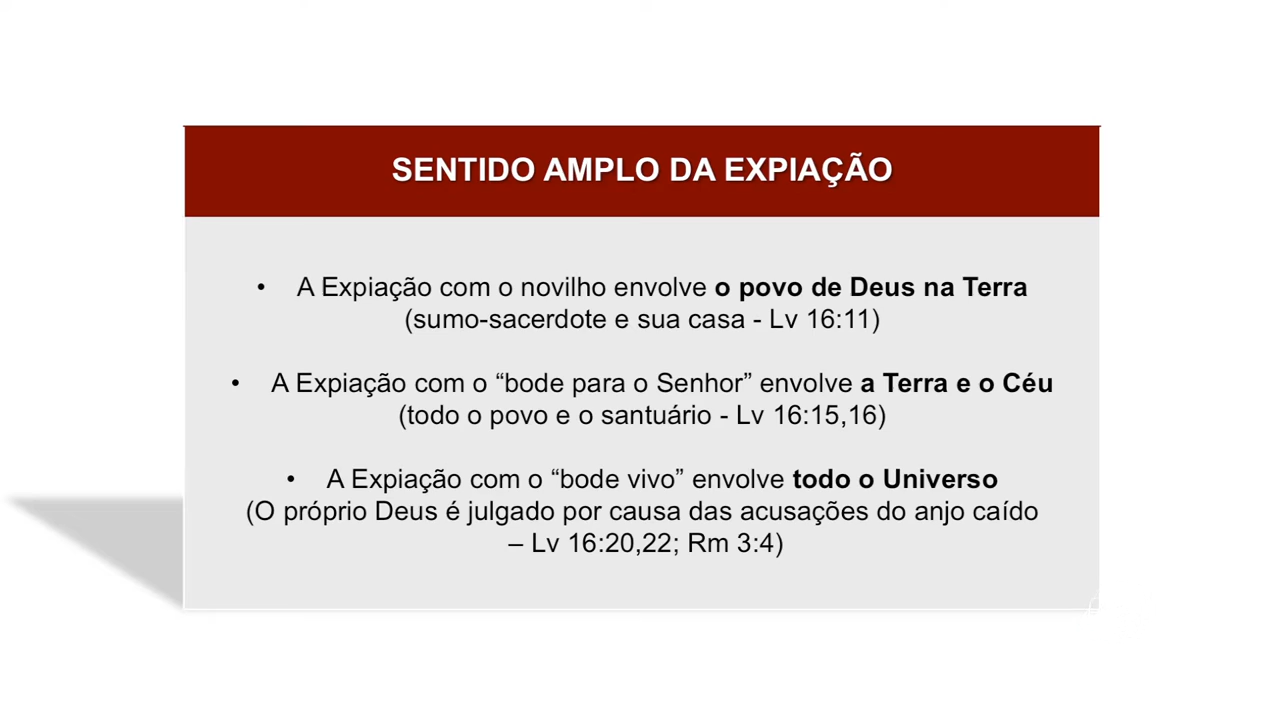 SENTIDO AMPLO DA EXPIAÇÃO
• A Expiação com o novilho envolve o povo de Deus na Terra
(sumo-sacerdote e sua casa - Lv 16:11)
• A Expiação com o “bode para o Senhor” envolve a Terra e o Céu
(todo o povo e o santuário - Lv 16:15,16)
• A Expiação com o “bode vivo” envolve todo o Universo
(O próprio Deus é julgado por causa das acusações do anjo caído
– Lv 16:20,22; Rm 3:4)